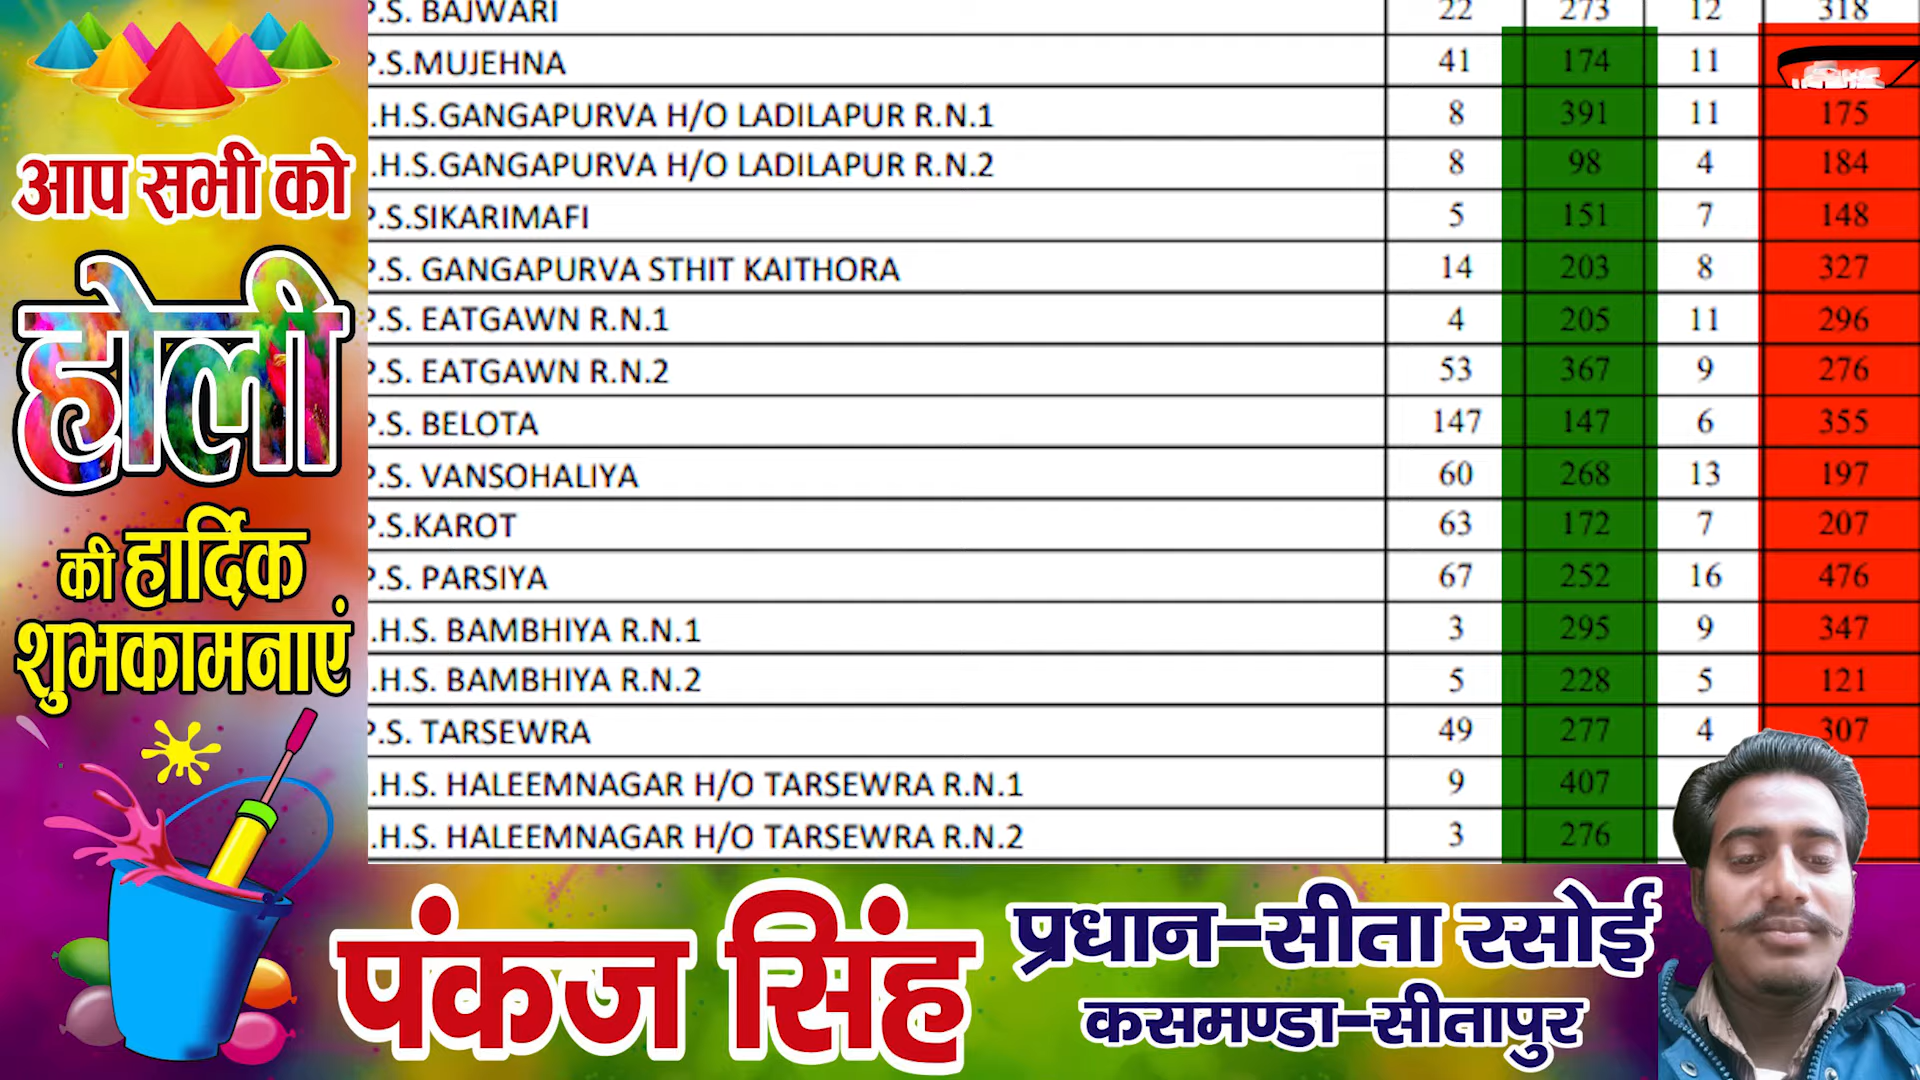 आप सभी को
होली
की हार्दिक
शुभकामनाएं
P.S. BAJWARI 22 273 12 318
P.S.MUJEHNA 41 174 11
.H.S.GANGAPURVA H/O LADILAPUR R.N.1 8 391 11 175
.H.S.GANGAPURVA H/O LADILAPUR R.N.2 8 98 4 184
P.S.SIKARIMAFI 5 151 7 148
P.S. GANGAPURVA STHIT KAITHORA 14 203 8 327
P.S. EATGAWN R.N.1 4 205 11 296
P.S. EATGAWN R.N.2 53 367 9 276
P.S. BELOTA 147 147 6 355
P.S. VANSOHALIYA 60 268 13 197
P.S.KAROT 63 172 7 207
P.S. PARSIYA 67 252 16 476
.H.S. BAMBHIYA R.N.1 3 295 9 347
.H.S. BAMBHIYA R.N.2 5 228 5 121
P.S. TARSEWRA 49 277 4 307
.H.S. HALEEMNAGAR H/O TARSEWRA R.N.1 9 407
.H.S. HALEEMNAGAR H/O TARSEWRA R.N.2 3 276
पंकज सिंह
प्रधान-सीता रसोई
कसमण्डा-सीतापुर